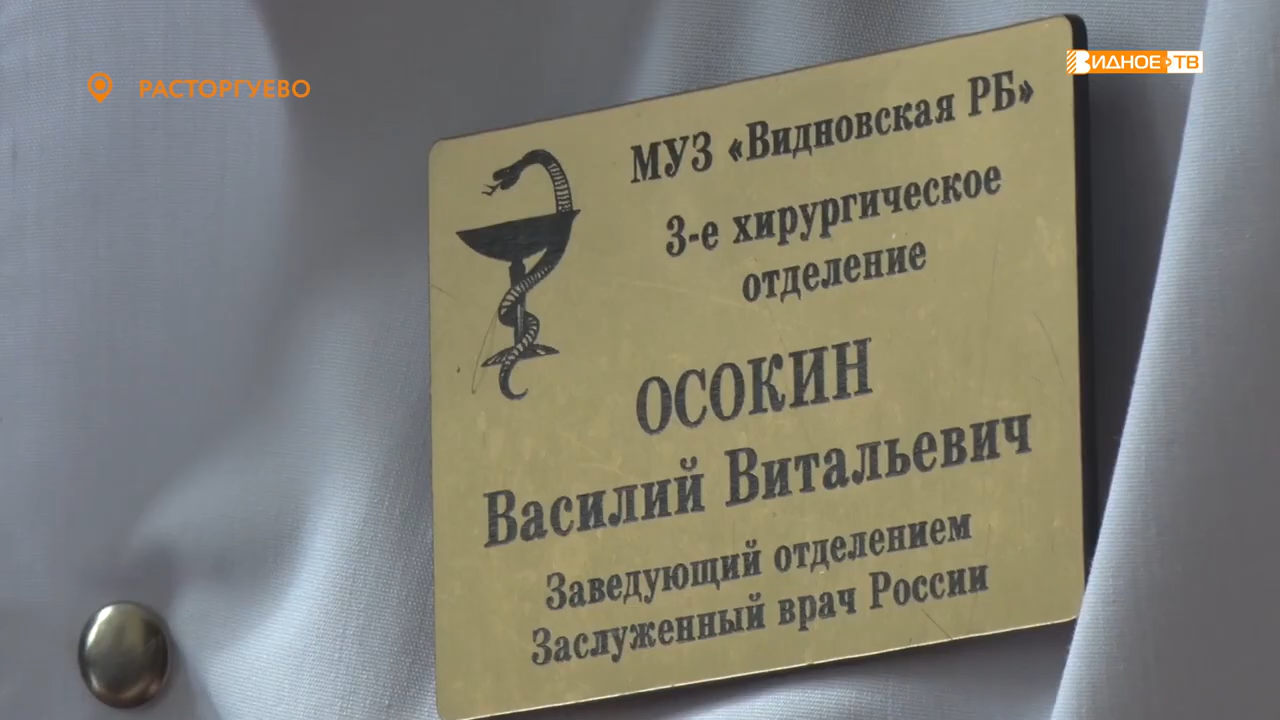 РАСТОРГУЕВО
ВИДНОЕ ТВ
МУЗ «Видновская РБ»
3-е хирургическое
отделение
ОСОКИН
Василий Витальевич
Заведующий отделением
Заслуженный врач России